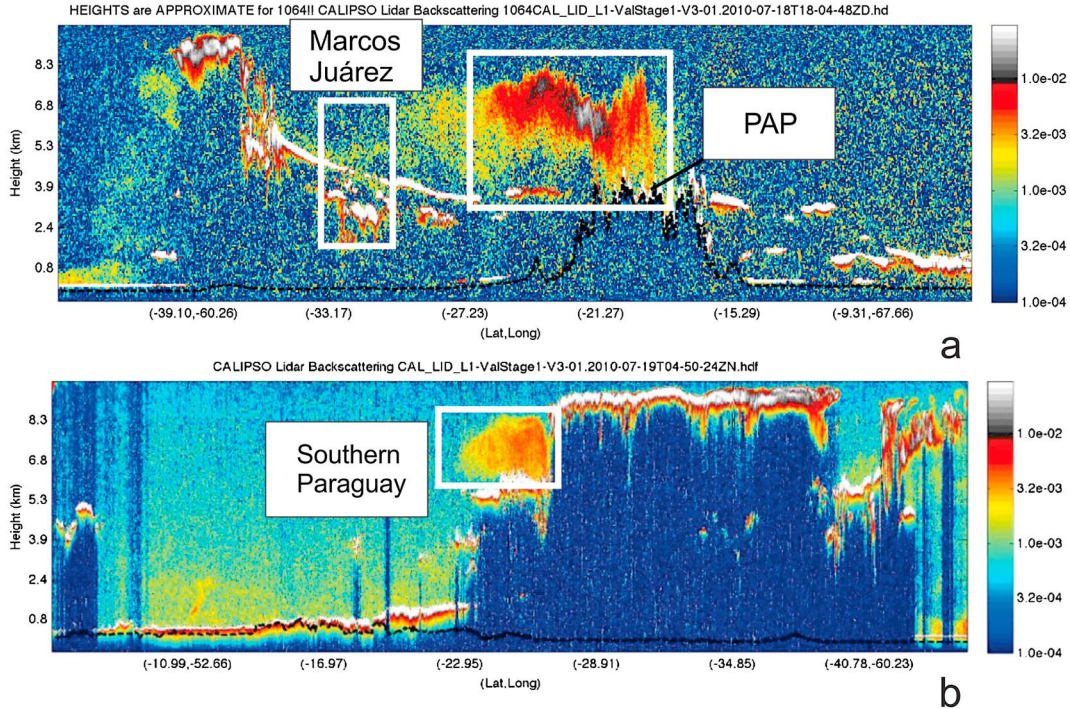 HEIGHTS are APPROXIMATE for 1064!! CALIPSO Lidar Backscattering 1064CAL_LID_L1-ValStage1-V3-01.2010-07-18T18-04-48ZD.hd
Marcos
Juárez
PAP
Height (km)
8.3
6.8
5.3
3.9
2.4
0.8
1.0e-02
3.2e-03
1.0e-03
3.2e-04
1.0e-04
(-39.10,-60.26)
(-33.17)
(-27.23)
(-21.27)
(-15.29)
(-9.31,-67.66)
(Lat,Long)
a
CALIPSO Lidar Backscattering CAL_LID_L1-ValStage1-V3-01.2010-07-19T04-50-24ZN.hdf
Southern
Paraguay
Height (km)
8.3
6.8
5.3
3.9
2.4
0.8
1.0e-02
3.2e-03
1.0e-03
3.2e-04
1.0e-04
(-10.99,-52.66)
(-16.97)
(-22.95)
(-28.91)
(-34.85)
(-40.78,-60.23)
(Lat,Long)
b